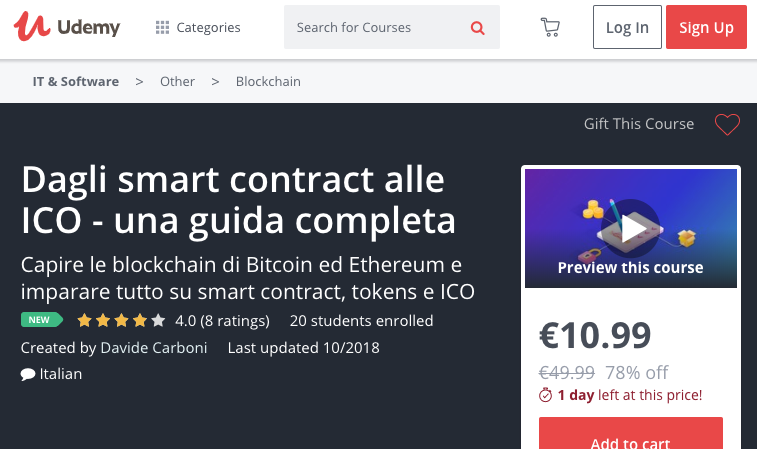 Udemy
Categories
Search for Courses
Log In
Sign Up
IT & Software > Other > Blockchain
Gift This Course
Dagli smart contract alle
ICO - una guida completa
Capire le blockchain di Bitcoin ed Ethereum e
imparare tutto su smart contract, tokens e ICO
NEW 4.0 (8 ratings) 20 students enrolled
Created by Davide Carboni Last updated 10/2018
Italian
Preview this course
€10.99
€49.99 78% off
1 day left at this price!
Add to cart